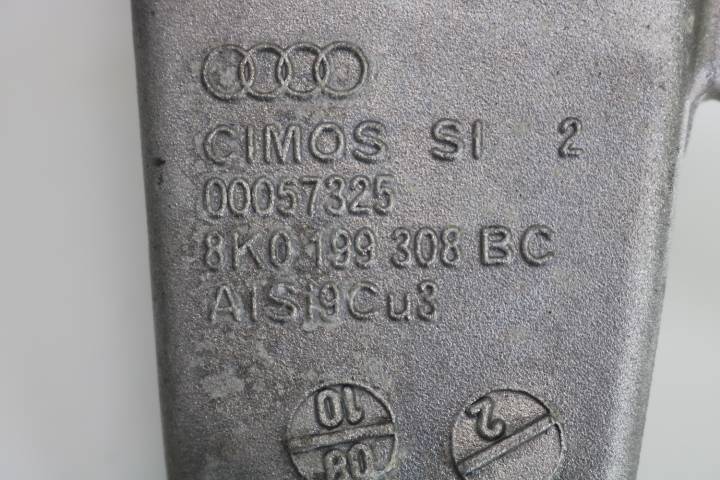 CIMOS SI 2
00057325
8K0 199 308 BC
AlSi9Cu3
10
08
2